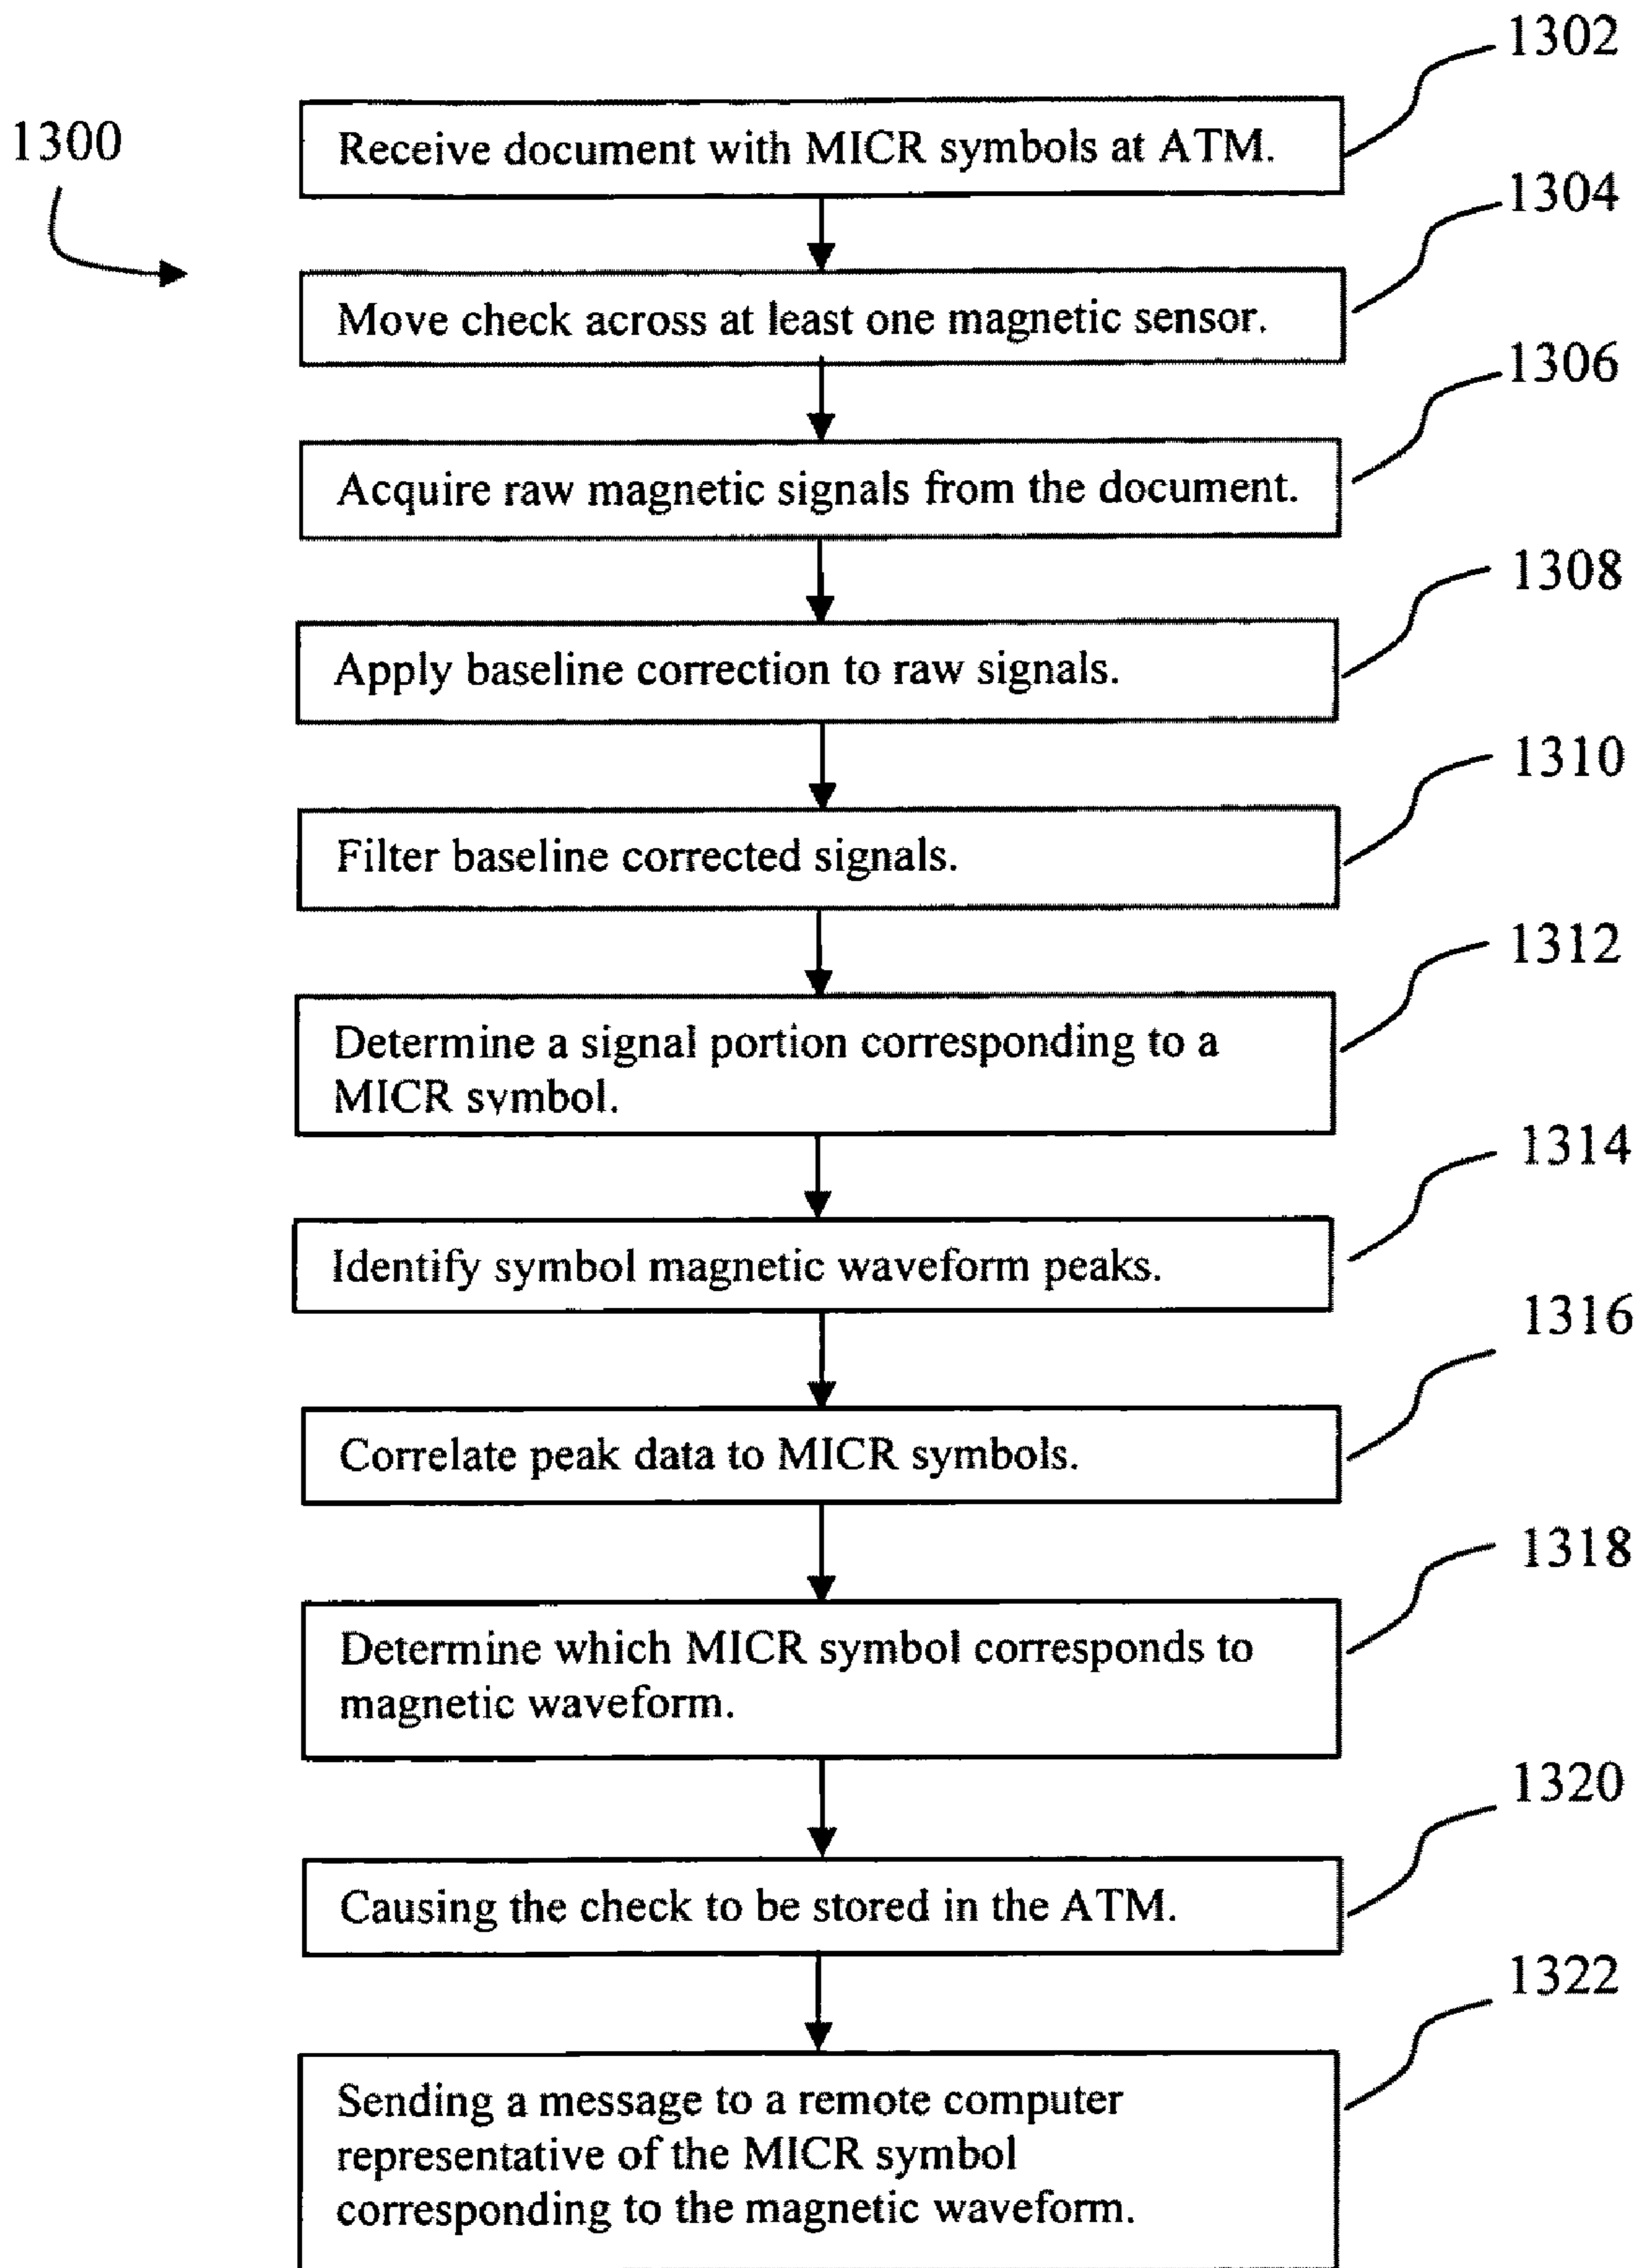 1302
1300
Receive document with MICR symbols at ATM.
1304
Move check across at least one magnetic sensor.
1306
Acquire raw magnetic signals from the document.
1308
Apply baseline correction to raw signals.
1310
Filter baseline corrected signals.
1312
Determine a signal portion corresponding to a
MICR symbol.
1314
Identify symbol magnetic waveform peaks.
1316
Correlate peak data to MICR symbols.
1318
Determine which MICR symbol corresponds to
magnetic waveform.
1320
Causing the check to be stored in the ATM.
1322
Sending a message to a remote computer
representative of the MICR symbol
corresponding to the magnetic waveform.